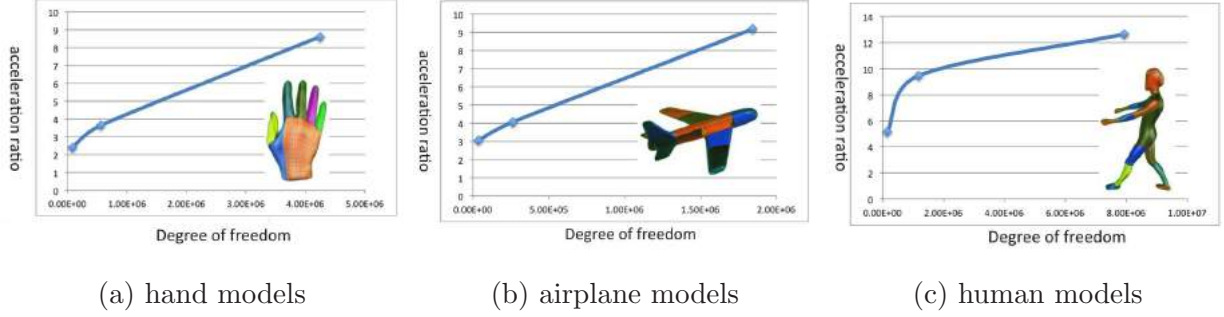 acceleration ratio
10
9
8
7
6
5
4
3
2
1
0
0.00E+00 1.00E+06 2.00E+06 3.00E+06 4.00E+06 5.00E+06
Degree of freedom
(a) hand models
acceleration ratio
10
9
8
7
6
5
4
3
2
1
0
0.00E+00 5.00E+05 1.00E+06 1.50E+06 2.00E+06
Degree of freedom
(b) airplane models
acceleration ratio
14
12
10
8
6
4
2
0
0.00E+00 2.00E+06 4.00E+06 6.00E+06 8.00E+06 1.00E+07
Degree of freedom
(c) human models